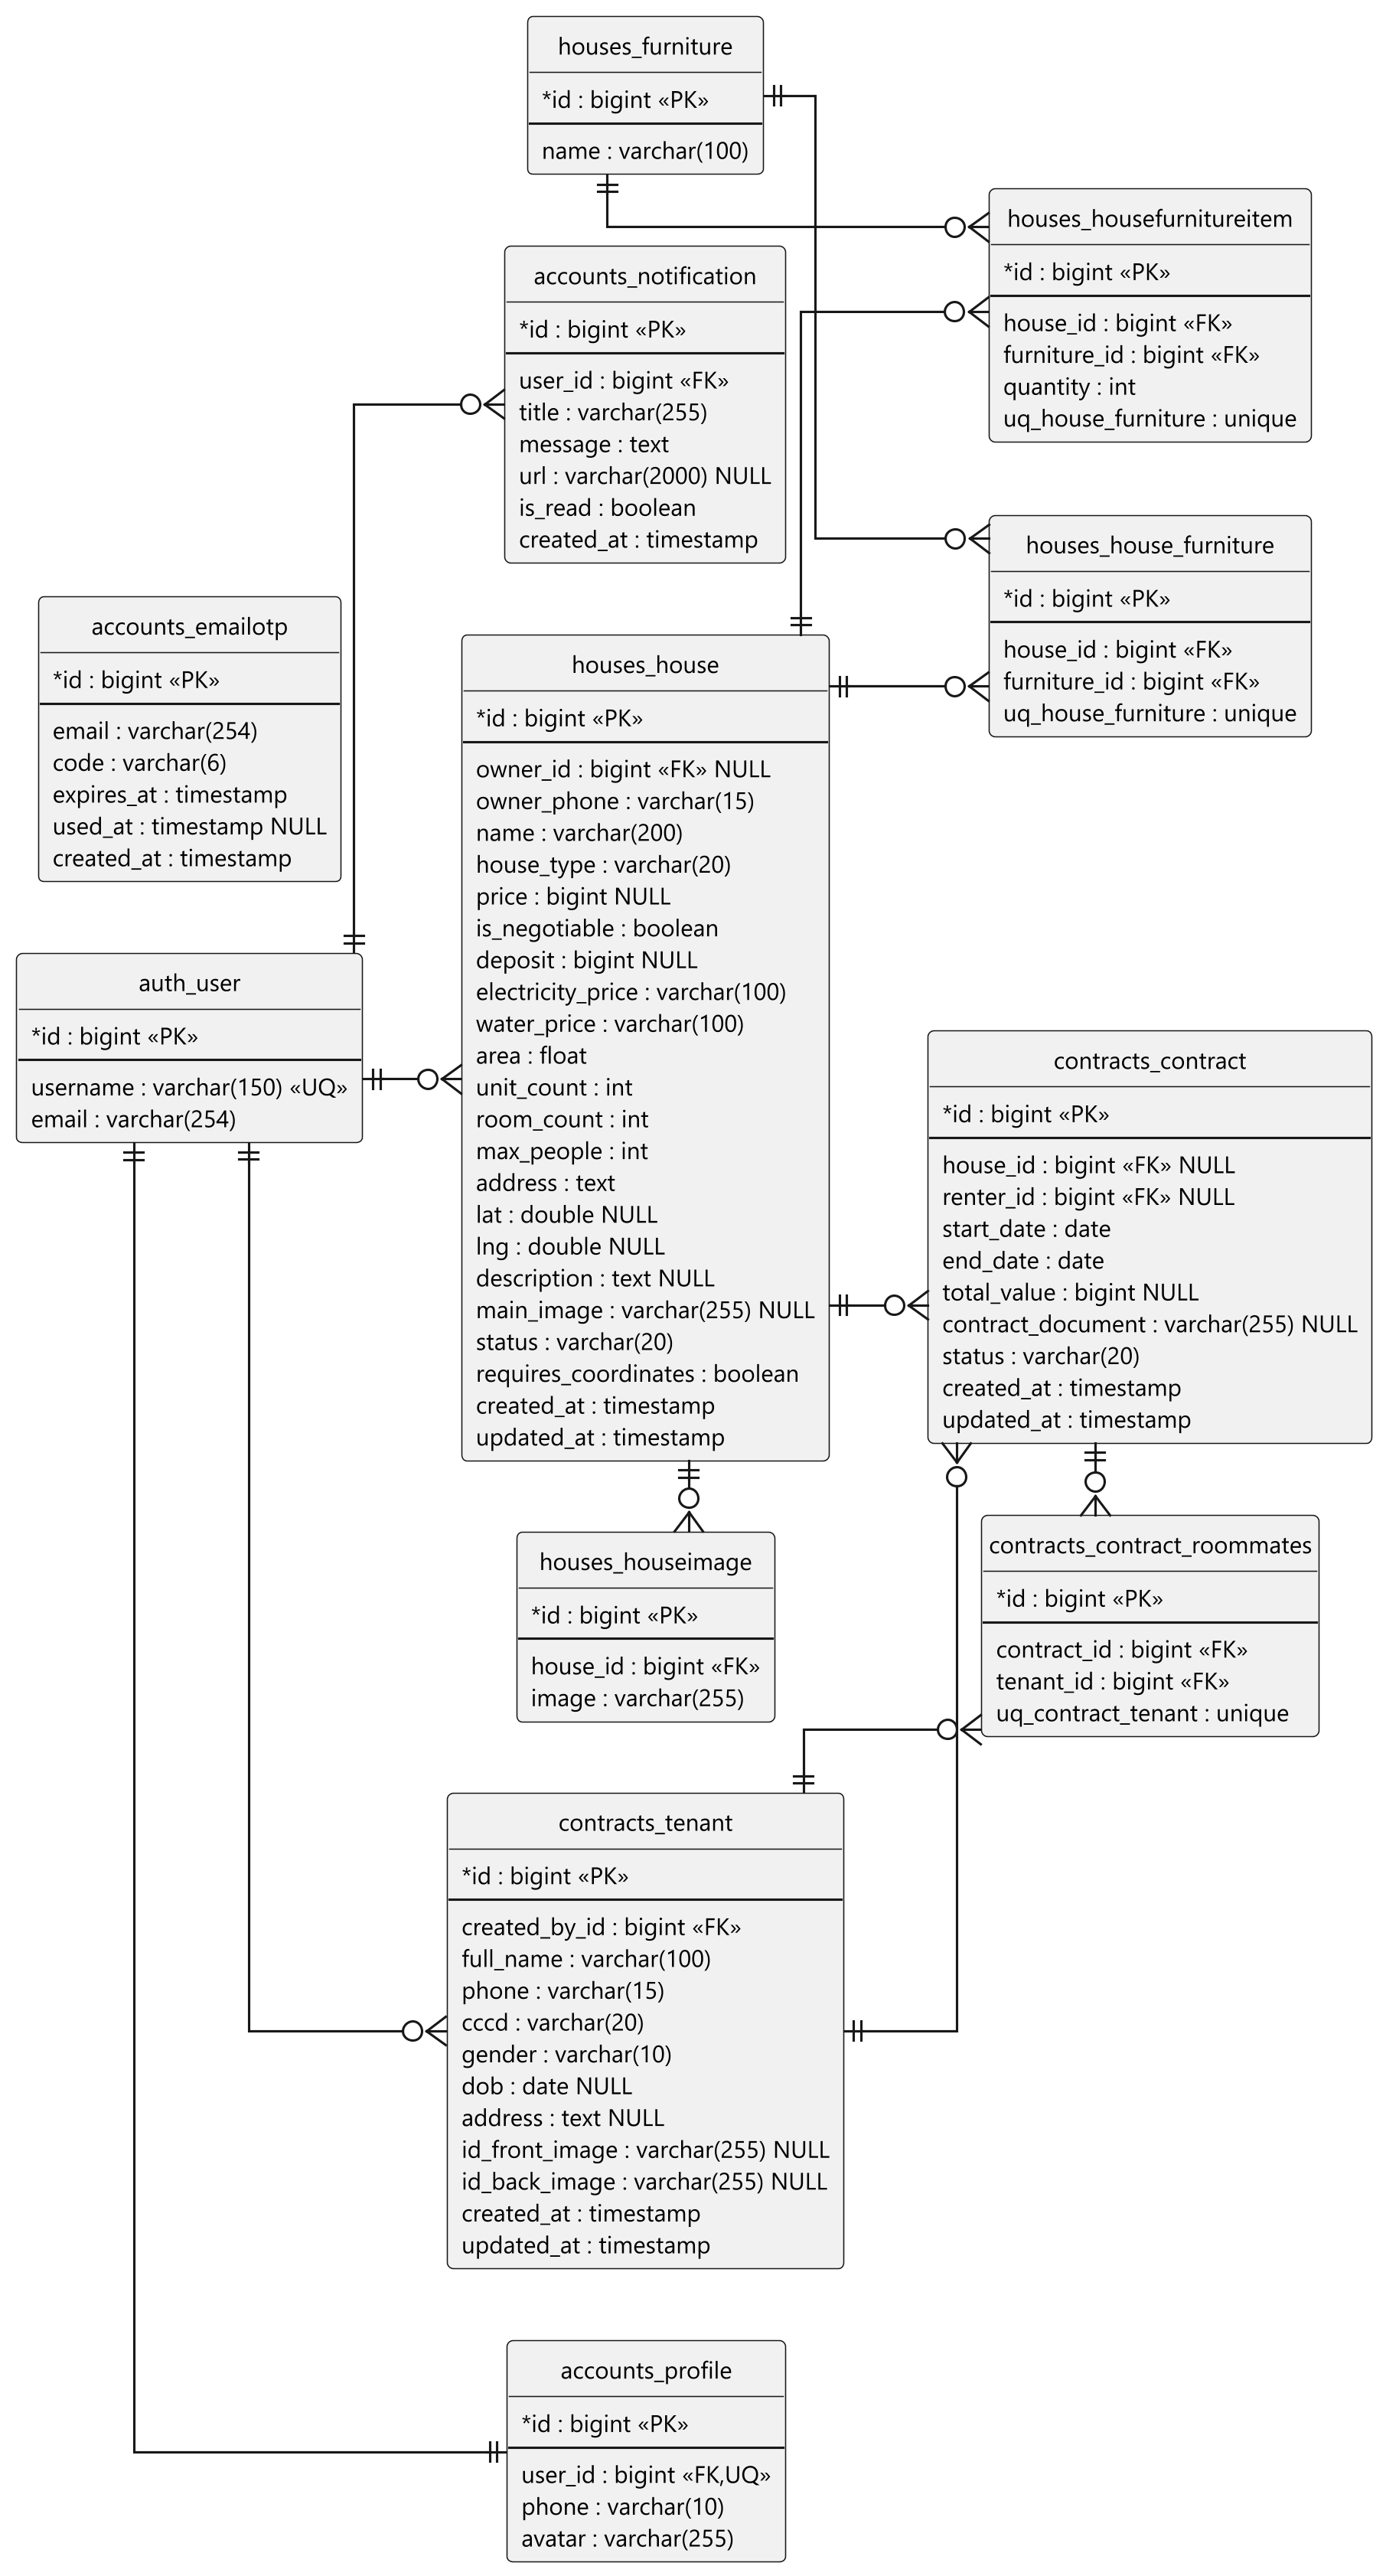 houses_furniture
*id : bigint «PK»
name : varchar(100)
houses_housefurnitureitem
*id : bigint «PK»
house_id : bigint «FK»
furniture_id : bigint «FK»
quantity : int
uq_house_furniture : unique
accounts_notification
*id : bigint «PK»
user_id : bigint «FK»
title : varchar(255)
message : text
url : varchar(2000) NULL
is_read : boolean
created_at : timestamp
houses_house_furniture
*id : bigint «PK»
house_id : bigint «FK»
furniture_id : bigint «FK»
uq_house_furniture : unique
accounts_emailotp
*id : bigint «PK»
email : varchar(254)
code : varchar(6)
expires_at : timestamp
used_at : timestamp NULL
created_at : timestamp
houses_house
*id : bigint «PK»
owner_id : bigint «FK» NULL
owner_phone : varchar(15)
name : varchar(200)
house_type : varchar(20)
price : bigint NULL
is_negotiable : boolean
deposit : bigint NULL
electricity_price : varchar(100)
water_price : varchar(100)
area : float
unit_count : int
room_count : int
max_people : int
address : text
lat : double NULL
lng : double NULL
description : text NULL
main_image : varchar(255) NULL
status : varchar(20)
requires_coordinates : boolean
created_at : timestamp
updated_at : timestamp
auth_user
*id : bigint «PK»
username : varchar(150) «UQ»
email : varchar(254)
contracts_contract
*id : bigint «PK»
house_id : bigint «FK» NULL
renter_id : bigint «FK» NULL
start_date : date
end_date : date
total_value : bigint NULL
contract_document : varchar(255) NULL
status : varchar(20)
created_at : timestamp
updated_at : timestamp
houses_houseimage
*id : bigint «PK»
house_id : bigint «FK»
image : varchar(255)
contracts_contract_roommates
*id : bigint «PK»
contract_id : bigint «FK»
tenant_id : bigint «FK»
uq_contract_tenant : unique
contracts_tenant
*id : bigint «PK»
created_by_id : bigint «FK»
full_name : varchar(100)
phone : varchar(15)
cccd : varchar(20)
gender : varchar(10)
dob : date NULL
address : text NULL
id_front_image : varchar(255) NULL
id_back_image : varchar(255) NULL
created_at : timestamp
updated_at : timestamp
accounts_profile
*id : bigint «PK»
user_id : bigint «FK,UQ»
phone : varchar(10)
avatar : varchar(255)